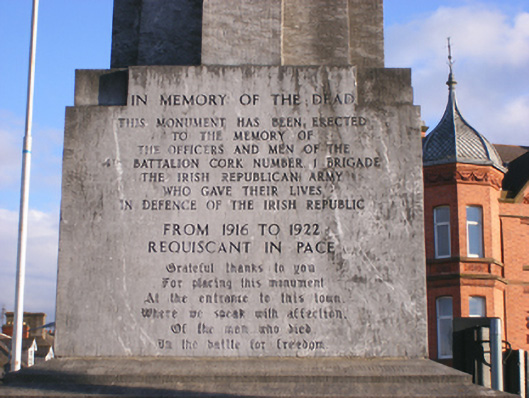 IN MEMORY OF THE DEAD
THIS MONUMENT HAS BEEN ERECTED
TO THE MEMORY OF
THE OFFICERS AND MEN OF THE
4TH BATTALION CORK NUMBER 1 BRIGADE
THE IRISH REPUBLICAN ARMY
WHO GAVE THEIR LIVES
IN DEFENCE OF THE IRISH REPUBLIC
FROM 1916 TO 1922
REQUISCANT IN PACE
Grateful thanks to you
For placing this monument
At the entrance to this town.
Where we speak with affection.
Of the men who died
In the battle for freedom.